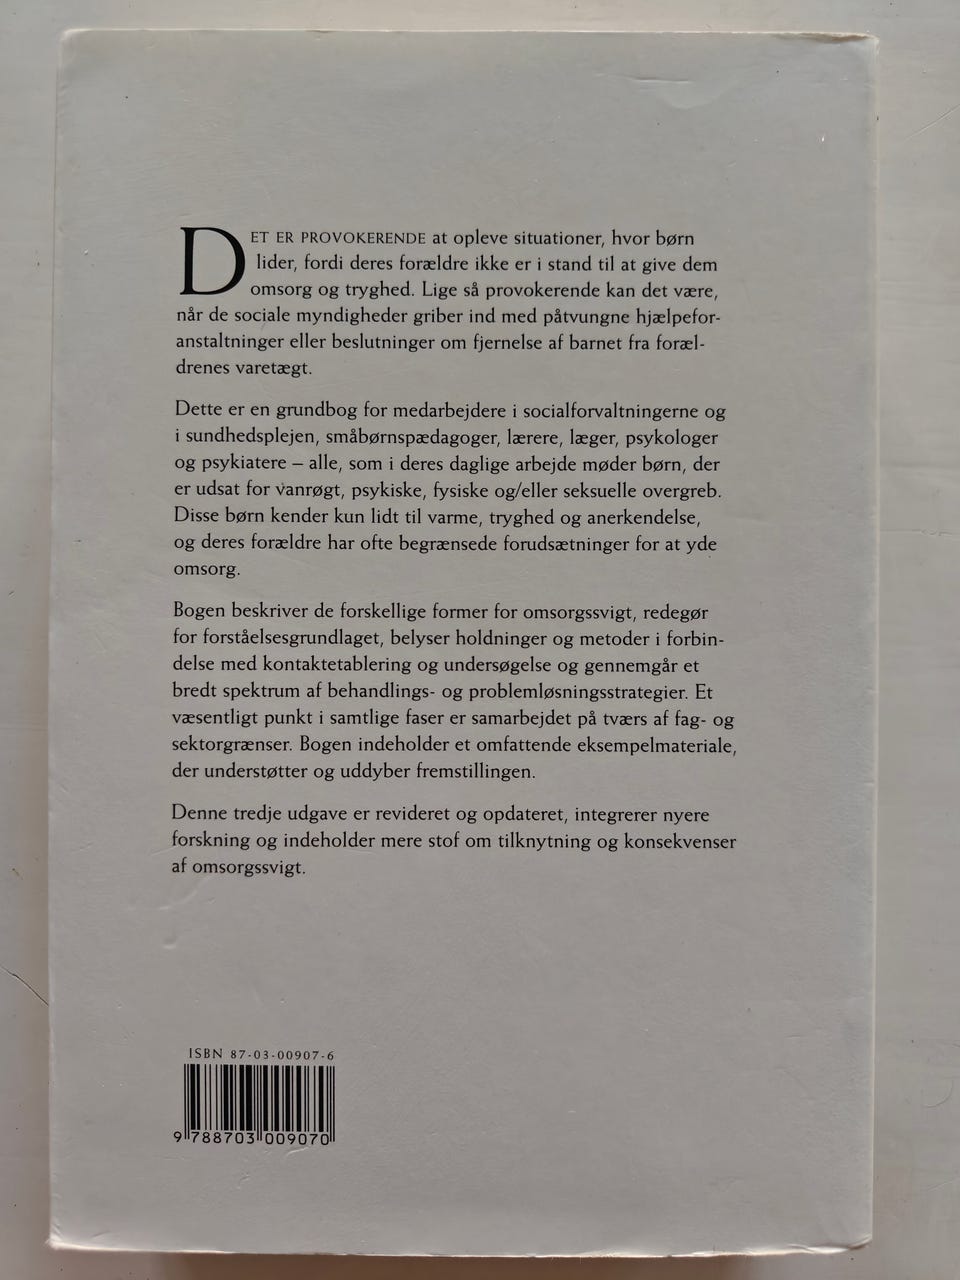 DET ER PROVOKERENDE at opleve situationer, hvor børn
lider, fordi deres forældre ikke er i stand til at give dem
omsorg og tryghed. Lige så provokerende kan det være,
når de sociale myndigheder griber ind med påtvungne hjælpefor-
anstaltninger eller beslutninger om fjernelse af barnet fra foræl-
drenes varetægt.
Dette er en grundbog for medarbejdere i socialforvaltningerne og
i sundhedsplejen, småbørnspædagoger, lærere, læger, psykologer
og psykiatere – alle, som i deres daglige arbejde møder børn, der
er udsat for vanrøgt, psykiske, fysiske og/eller seksuelle overgreb.
Disse børn kender kun lidt til varme, tryghed og anerkendelse,
og deres forældre har ofte begrænsede forudsætninger for at yde
omsorg.
Bogen beskriver de forskellige former for omsorgssvigt, redegør
for forståelsesgrundlaget, belyser holdninger og metoder i forbin-
delse med kontaktetablering og undersøgelse og gennemgår et
bredt spektrum af behandlings- og problemløsningsstrategier. Et
væsentligt punkt i samtlige faser er samarbejdet på tværs af fag- og
sektorgrænser. Bogen indeholder et omfattende eksempelmateriale,
der understøtter og uddyber fremstillingen.
Denne tredje udgave er revideret og opdateret, integrerer nyere
forskning og indeholder mere stof om tilknytning og konsekvenser
af omsorgssvigt.
ISBN 87-03-00907-6
9 788703 009070